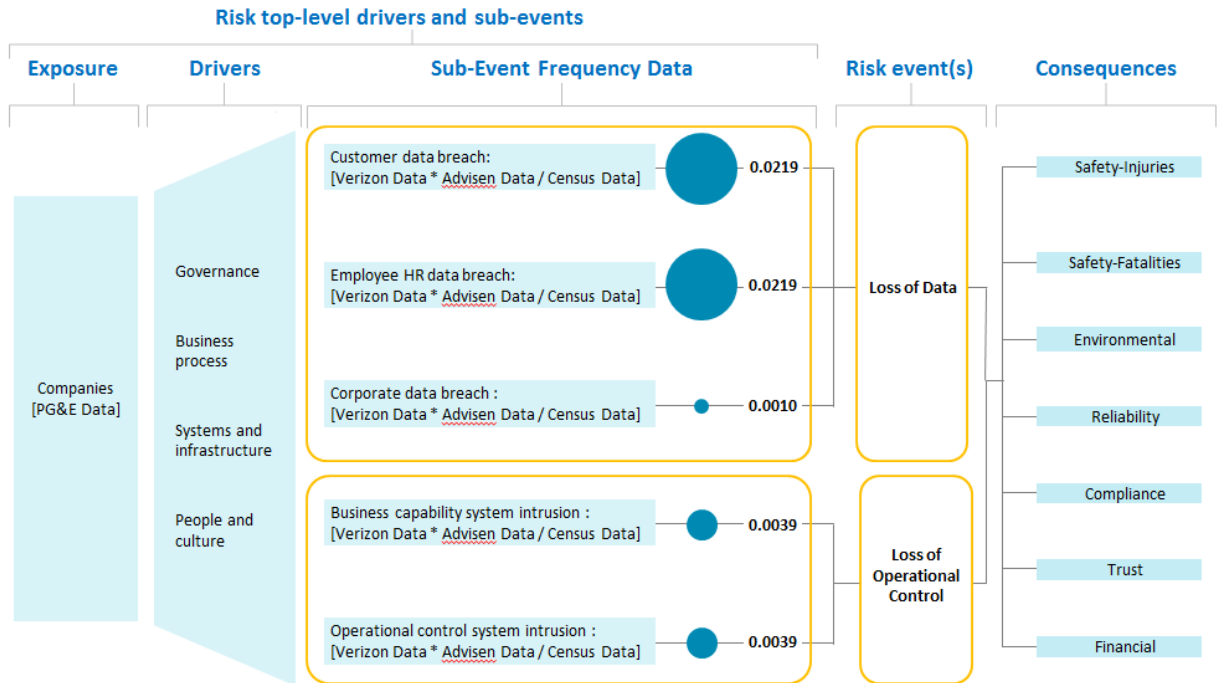 Risk top-level drivers and sub-events
Exposure
Drivers
Sub-Event Frequency Data
Risk event(s)
Consequences
Companies
[PG&E Data]
Governance
Business
process
Systems and
infrastructure
People and
culture
Customer data breach:
[Verizon Data * Advisen Data / Census Data]
0.0219
Employee HR data breach:
[Verizon Data * Advisen Data / Census Data]
0.0219
Corporate data breach :
[Verizon Data * Advisen Data / Census Data]
0.0010
Business capability system intrusion :
[Verizon Data * Advisen Data / Census Data]
0.0039
Operational control system intrusion :
[Verizon Data * Advisen Data / Census Data]
0.0039
Loss of Data
Loss of
Operational
Control
Safety-Injuries
Safety-Fatalities
Environmental
Reliability
Compliance
Trust
Financial